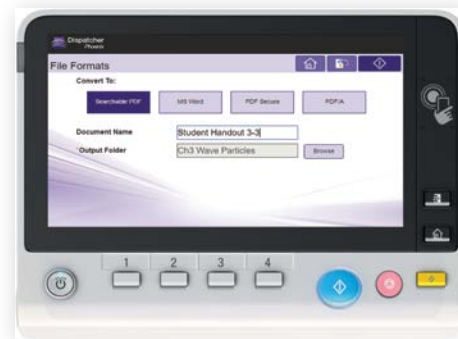 Dispatcher
Phoenix
File Formats
Convert To:
Searchable PDF MS Word PDF Secure PDF/A
Document Name Student Handout 3-3
*Output Folder Ch3 Wave Particles Browse
1 2 3 4